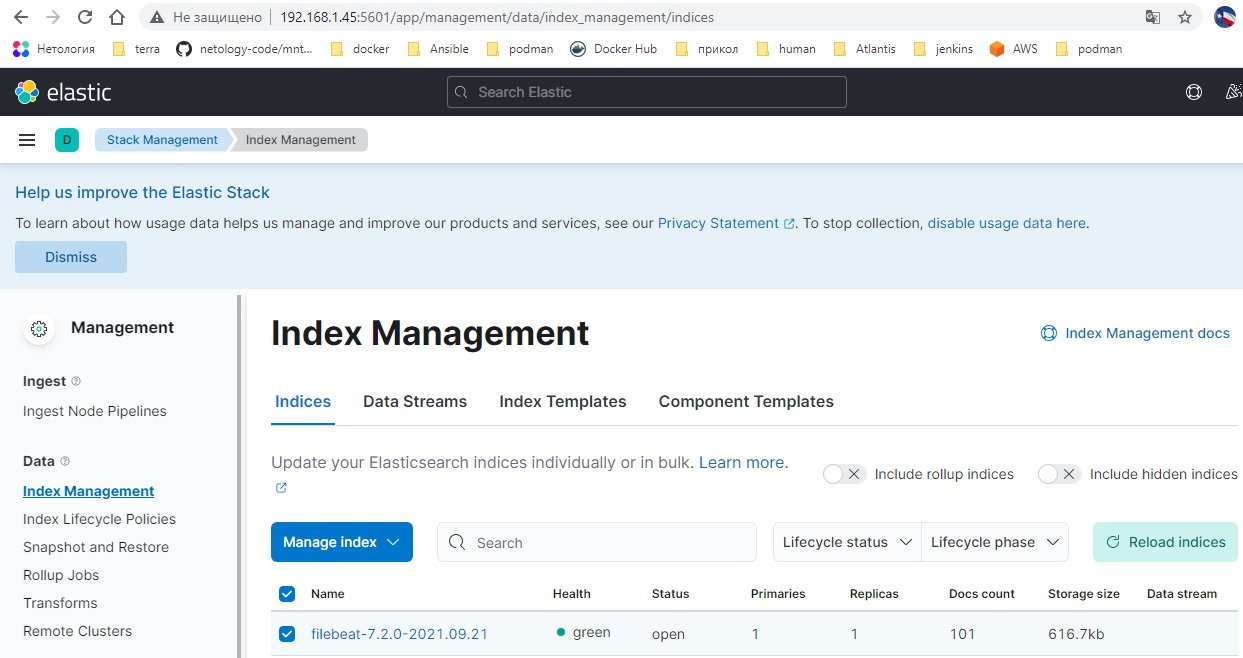 Не защищено 192.168.1.45:5601/app/management/data/index_management/indices
Нетология terra netology-code/mnt... docker Ansible podman Docker Hub прикол human Atlantis jenkins AWS podman
elastic Search Elastic
D Stack Management Index Management
Help us improve the Elastic Stack
To learn about how usage data helps us manage and improve our products and services, see our Privacy Statement. To stop collection, disable usage data here.
Dismiss
Management
Ingest
Ingest Node Pipelines
Data
Index Management
Index Lifecycle Policies
Snapshot and Restore
Rollup Jobs
Transforms
Remote Clusters
Index Management
Index Management docs
Indices Data Streams Index Templates Component Templates
Update your Elasticsearch indices individually or in bulk. Learn more.
Include rollup indices Include hidden indices
Manage index Search Lifecycle status Lifecycle phase Reload indices
Name Health Status Primaries Replicas Docs count Storage size Data stream
filebeat-7.2.0-2021.09.21 green open 1 1 101 616.7kb